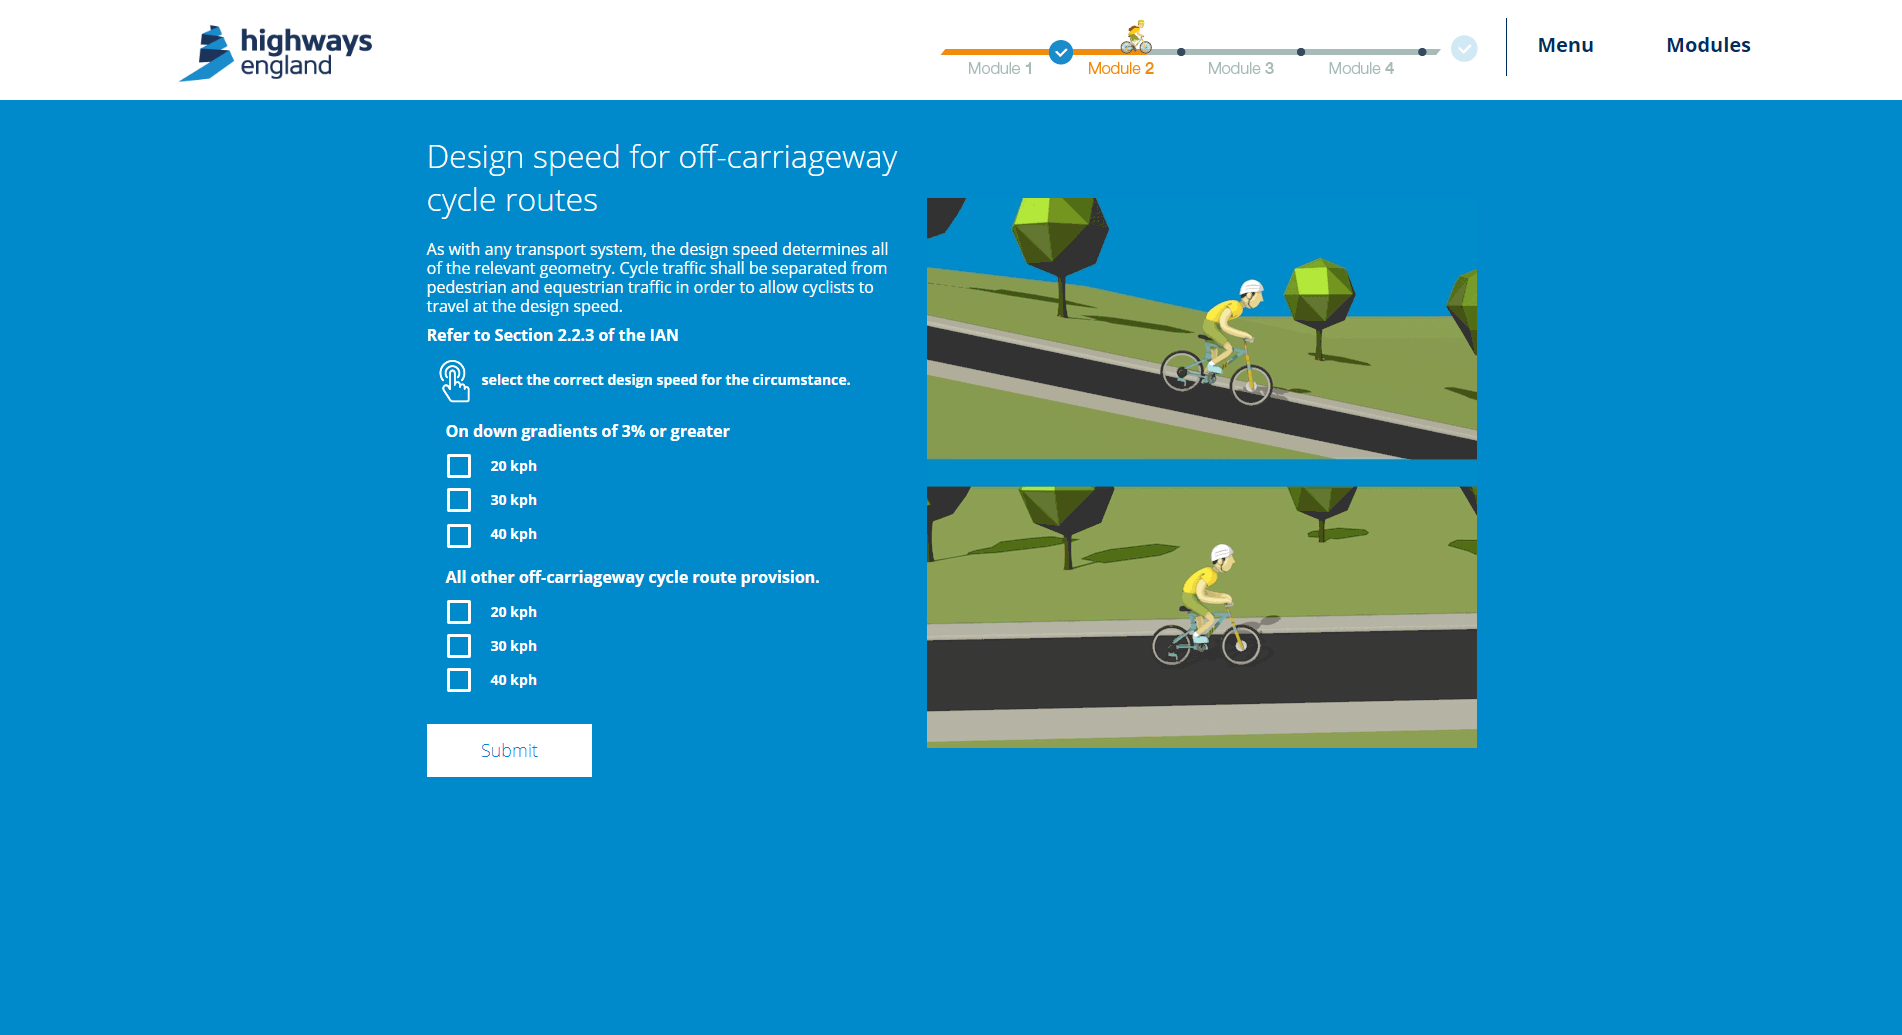 highways
england
Module 1
Module 2
Module 3
Module 4
Menu
Modules
Design speed for off-carriageway
cycle routes
As with any transport system, the design speed determines all
of the relevant geometry. Cycle traffic shall be separated from
pedestrian and equestrian traffic in order to allow cyclists to
travel at the design speed.
Refer to Section 2.2.3 of the IAN
select the correct design speed for the circumstance.
On down gradients of 3% or greater
20 kph
30 kph
40 kph
All other off-carriageway cycle route provision.
20 kph
30 kph
40 kph
Submit